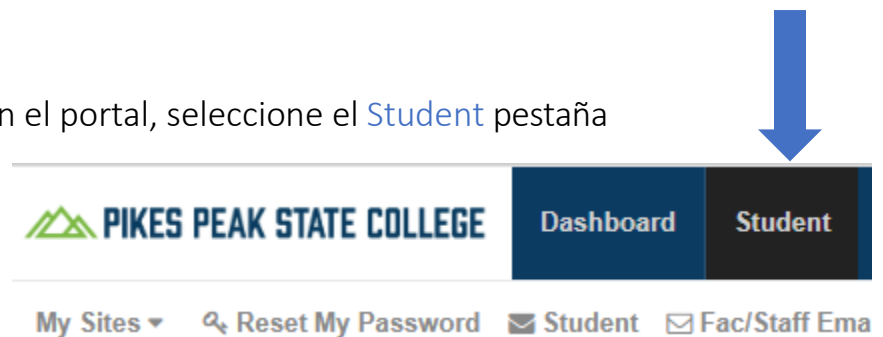 n el portal, seleccione el Student pestaña
PIKES PEAK STATE COLLEGE Dashboard Student
My Sites Reset My Password Student Fac/Staff Ema